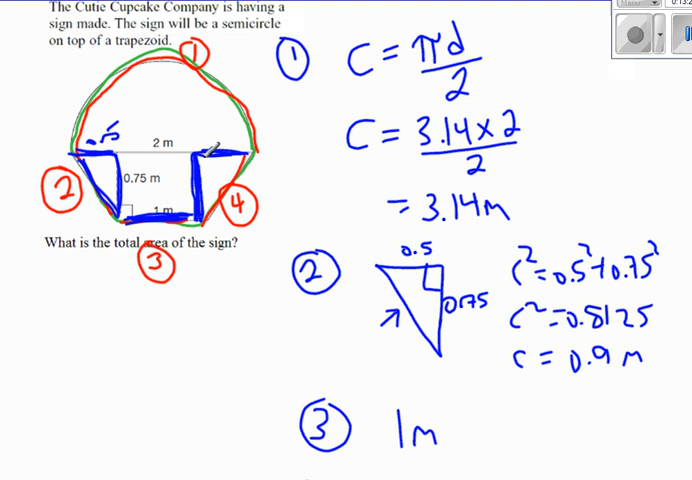 The Cutie Cupcake Company is having a
sign made. The sign will be a semicircle
on top of a trapezoid.
1
.5
2 m
0.75 m
2
4
1 m
What is the total area of the sign?
3
1
C = πd/2
C = 3.14 x 2/2
= 3.14m
2
0.5
0.75
c² = 0.5² + 0.75²
c² = 0.8125
c = 0.9 m
3
1m